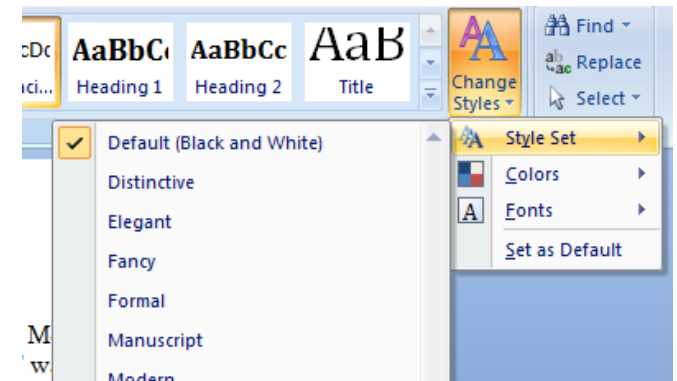 Find
Replace
Select
AaBbC
AaBbCc
AaB
Heading 1
Heading 2
Title
Change
Styles
Default (Black and White)
Distinctive
Elegant
Fancy
Formal
Manuscript
Modern
Style Set
Colors
Fonts
Set as Default